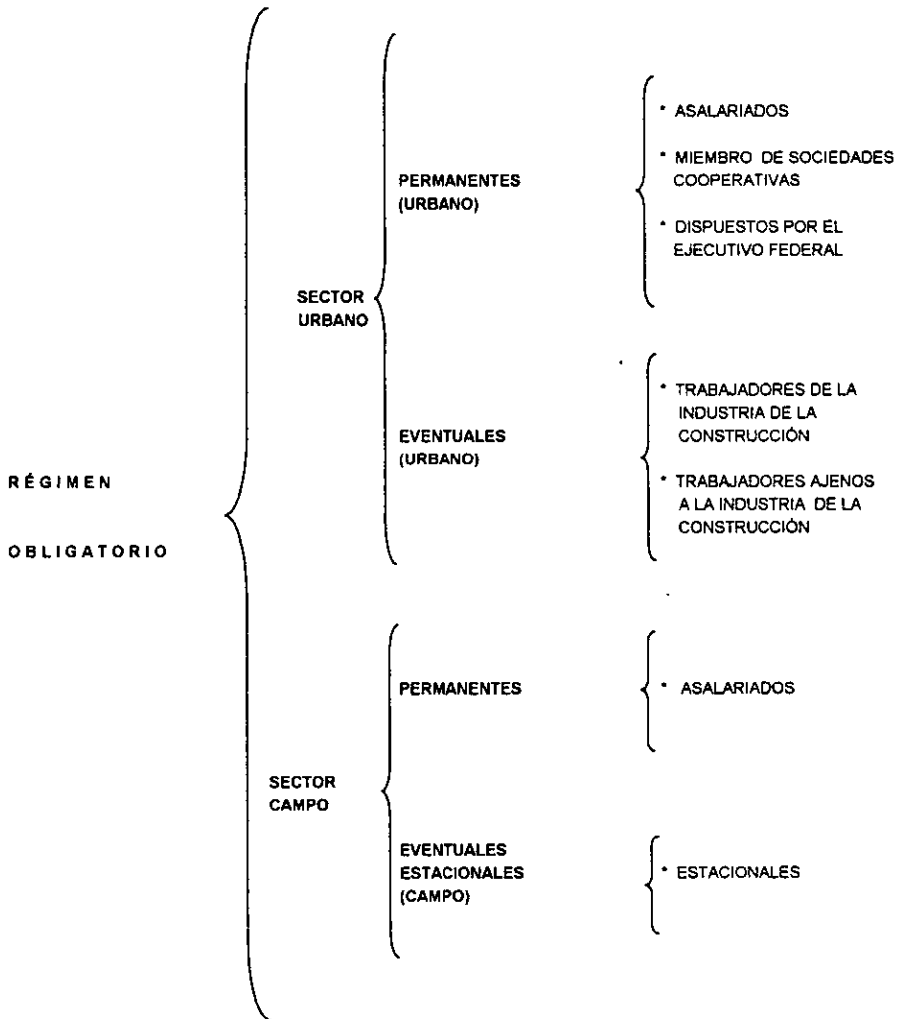 RÉGIMEN
OBLIGATORIO
SECTOR
URBANO
PERMANENTES
(URBANO)
* ASALARIADOS
* MIEMBRO DE SOCIEDADES
COOPERATIVAS
* DISPUESTOS POR EL
EJECUTIVO FEDERAL
EVENTUALES
(URBANO)
* TRABAJADORES DE LA
INDUSTRIA DE LA
CONSTRUCCIÓN
* TRABAJADORES AJENOS
A LA INDUSTRIA DE LA
CONSTRUCCIÓN
SECTOR
CAMPO
PERMANENTES
* ASALARIADOS
EVENTUALES
ESTACIONALES
(CAMPO)
* ESTACIONALES